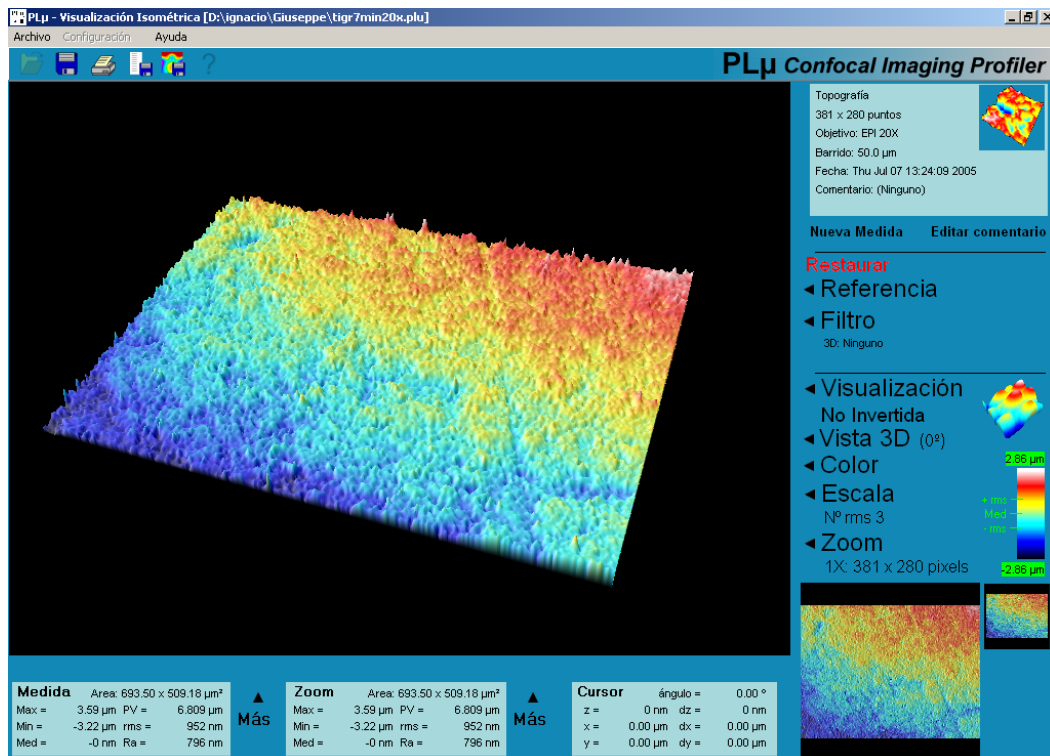 PLµ - Visualización Isométrica [D:\ignacio\Giuseppe\tigr7min20x.plu]
Archivo Configuración Ayuda
PLµ Confocal Imaging Profiler
Topografía
381 x 280 puntos
Objetivo: EPI 20X
Barrido: 50.0 µm
Fecha: Thu Jul 07 13:24:09 2005
Comentario: (Ninguno)
Nueva Medida Editar comentario
Restaurar
Referencia
Filtro
3D: Ninguno
Visualización
No Invertida
Vista 3D (0º)
Color
Escala
Nº rms 3
Zoom
1X: 381 x 280 pixels
2.86 µm
+ rms
Med
- rms
-2.86 µm
Medida Area: 693.50 x 509.18 µm²
Max = 3.59 µm PV = 6.809 µm
Min = -3.22 µm rms = 952 nm
Med = -0 nm Ra = 796 nm
Más
Zoom Area: 693.50 x 509.18 µm²
Max = 3.59 µm PV = 6.809 µm
Min = -3.22 µm rms = 952 nm
Med = -0 nm Ra = 796 nm
Más
Cursor ángulo = 0.00 º
z = 0 nm dz = 0 nm
x = 0.00 µm dx = 0.00 µm
y = 0.00 µm dy = 0.00 µm